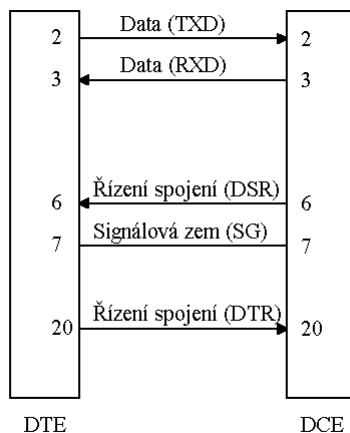 2 Data (TXD) 2
3 Data (RXD) 3
6 Řízení spojení (DSR) 6
7 Signálová zem (SG) 7
20 Řízení spojení (DTR) 20
DTE DCE